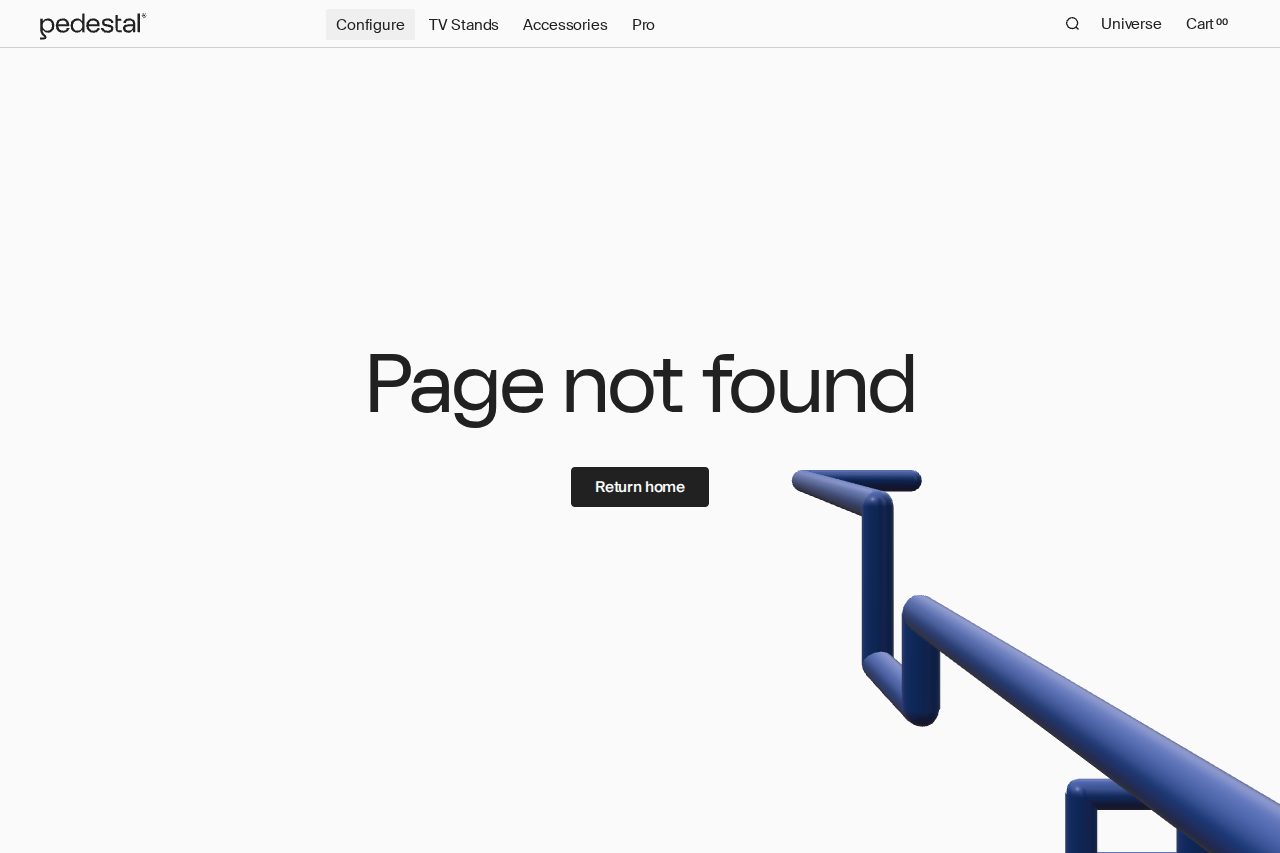 pedestal®
Configure TV Stands Accessories Pro Universe Cart 00
Page not found
Return home